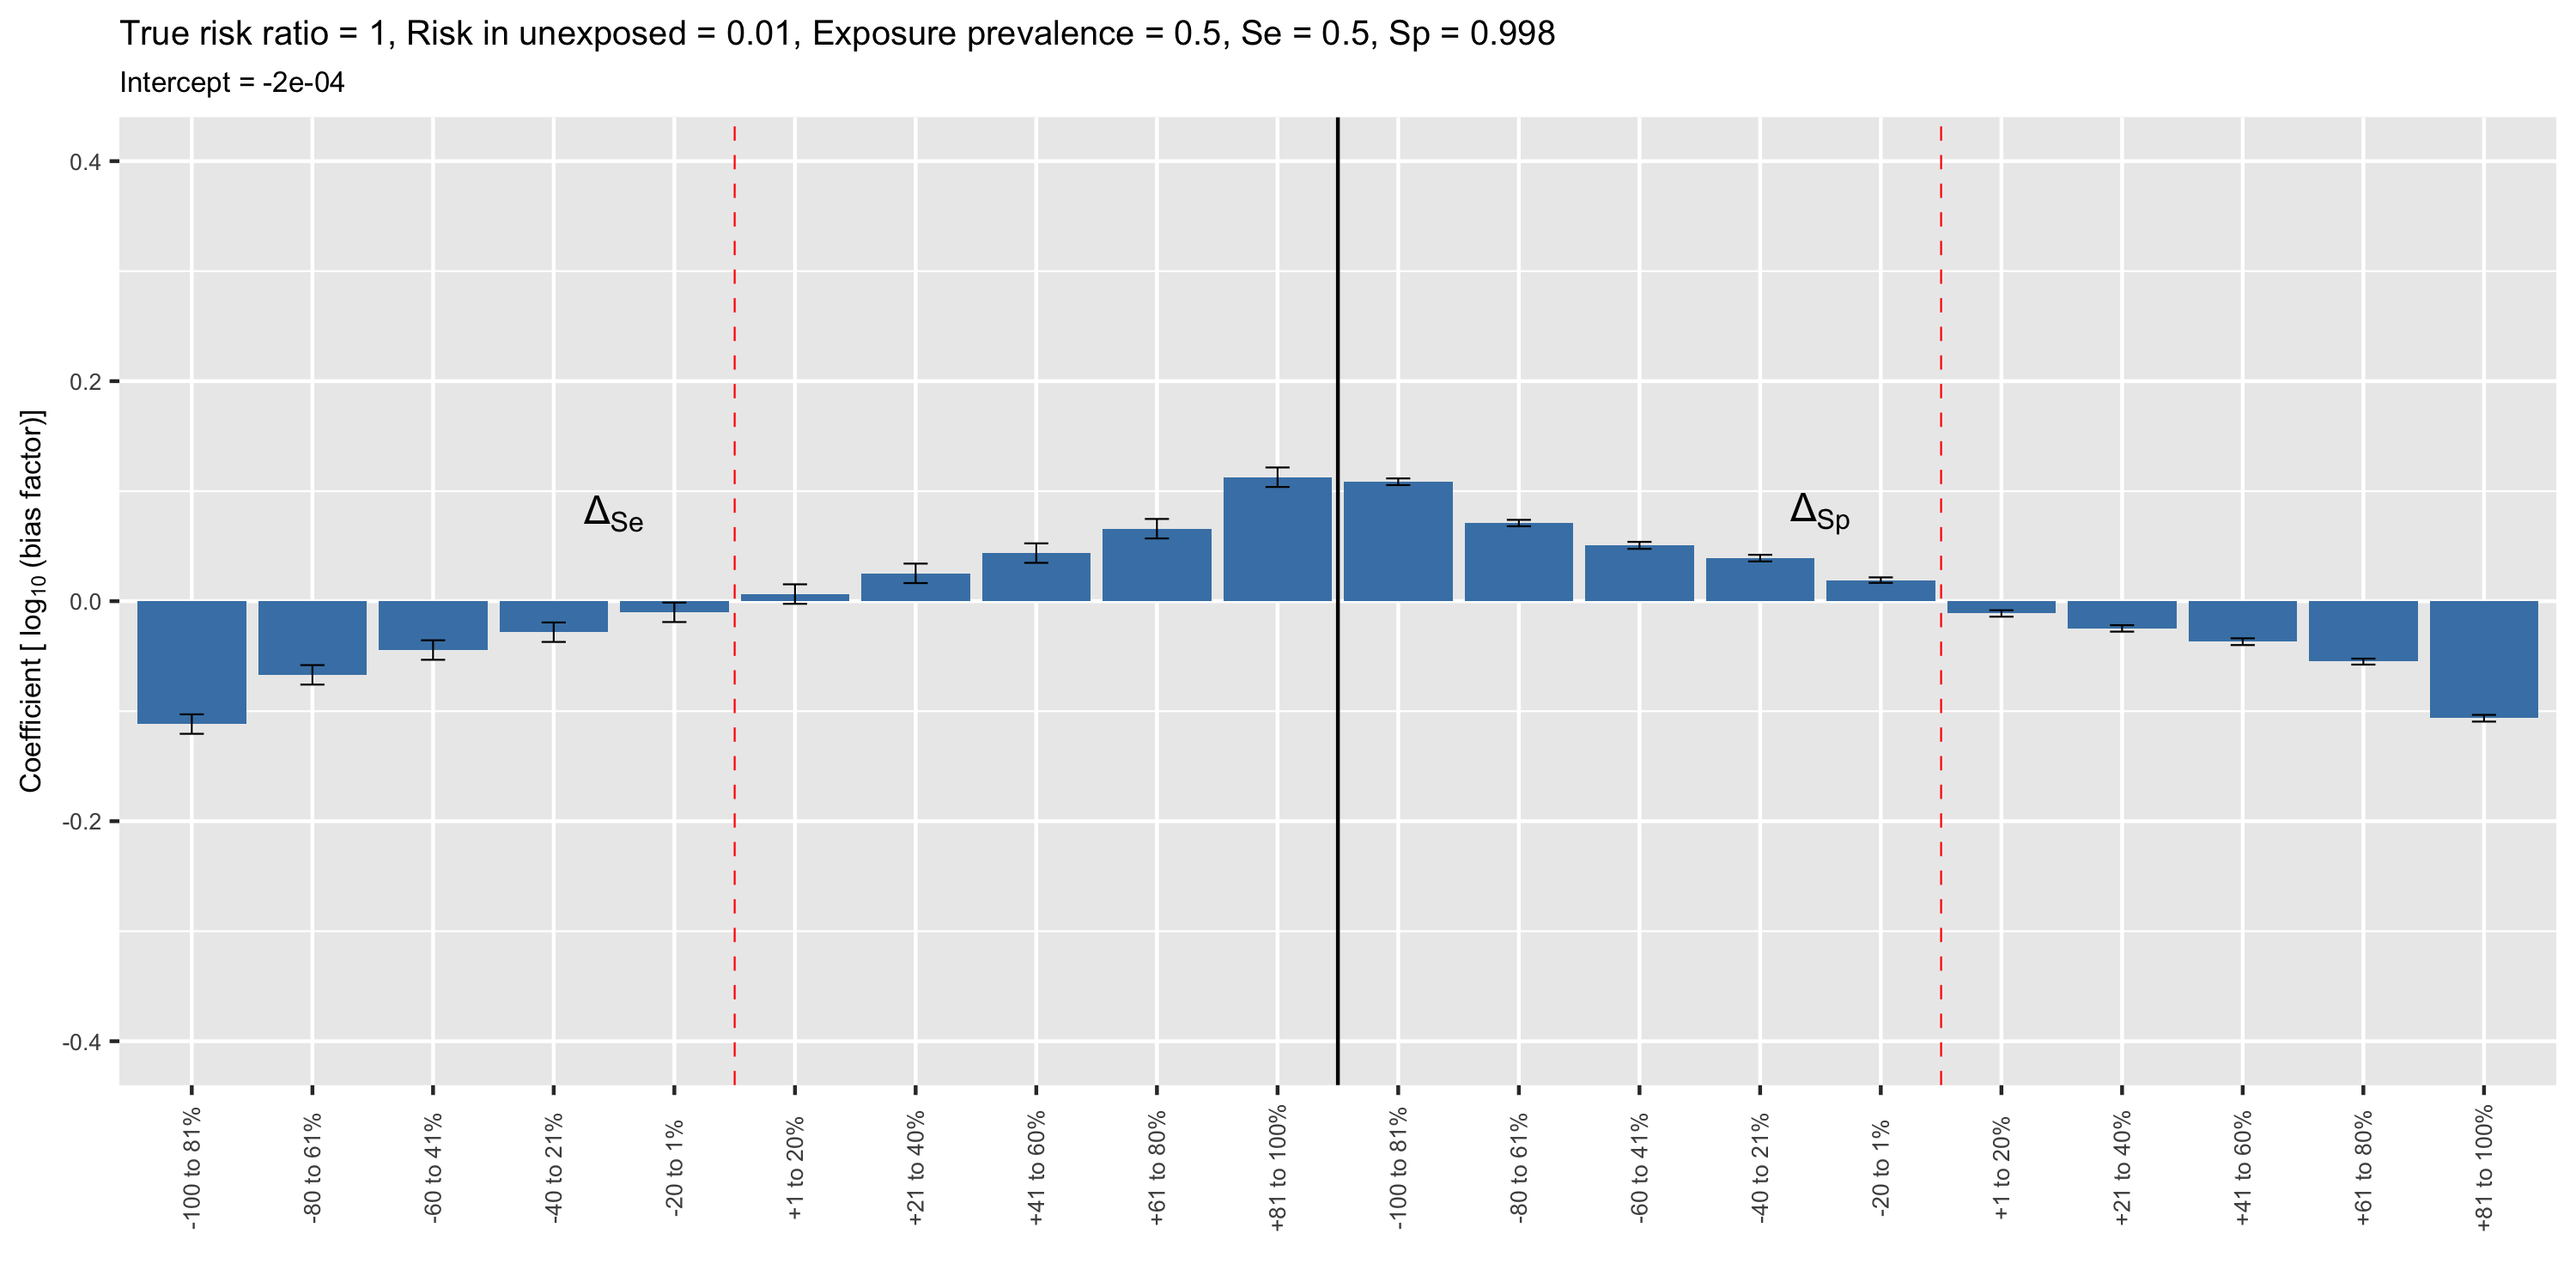 True risk ratio = 1, Risk in unexposed = 0.01, Exposure prevalence = 0.5, Se = 0.5, Sp = 0.998
Intercept = -2e-04
Coefficient [ log10 (bias factor)]
0.4
0.2
0.0
-0.2
-0.4
ΔSe
ΔSp
-100 to 81%
-80 to 61%
-60 to 41%
-40 to 21%
-20 to 1%
+1 to 20%
+21 to 40%
+41 to 60%
+61 to 80%
+81 to 100%
-100 to 81%
-80 to 61%
-60 to 41%
-40 to 21%
-20 to 1%
+1 to 20%
+21 to 40%
+41 to 60%
+61 to 80%
+81 to 100%